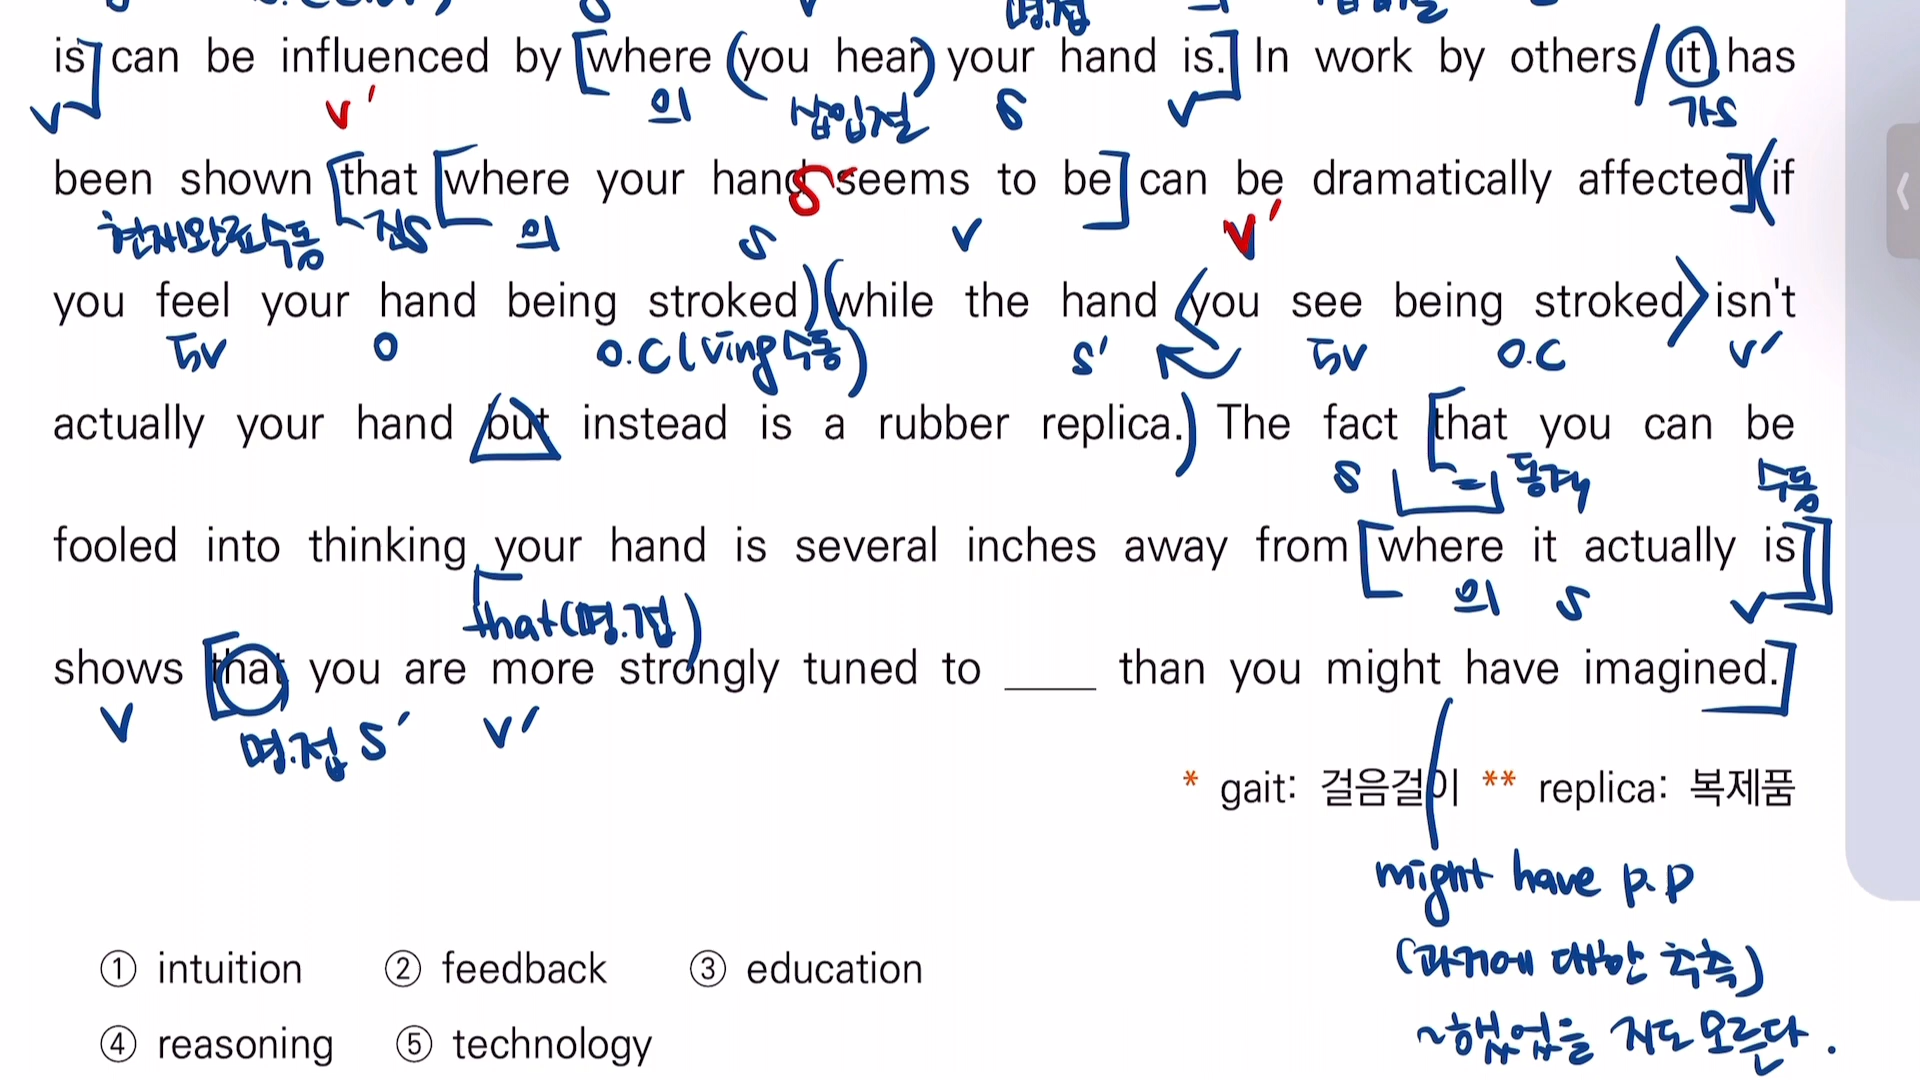 명.접
is] can be influenced by [where (you hear) your hand is.] In work by others / it has
v v' 의 삽입절 s v 가S
been shown [that [where your hand seems to be] can be dramatically affected] (if
현재완료수동 진S 의 s v S' v'
you feel your hand being stroked) (while the hand <you see being stroked> isn't
5v O O.C (ving 수동) s' 5v O.C v'
actually your hand but instead is a rubber replica.) The fact [that you can be
s = 동격 수동
fooled into thinking your hand is several inches away from [where it actually is]]
that (명.접) 의 s v
shows [that you are more strongly tuned to ____ than you might have imagined.]
v 명.접 s' v'
* gait: 걸음걸이 ** replica: 복제품
might have p.p
(과거에 대한 추측)
~했었을 지도 모른다.
① intuition ② feedback ③ education
④ reasoning ⑤ technology